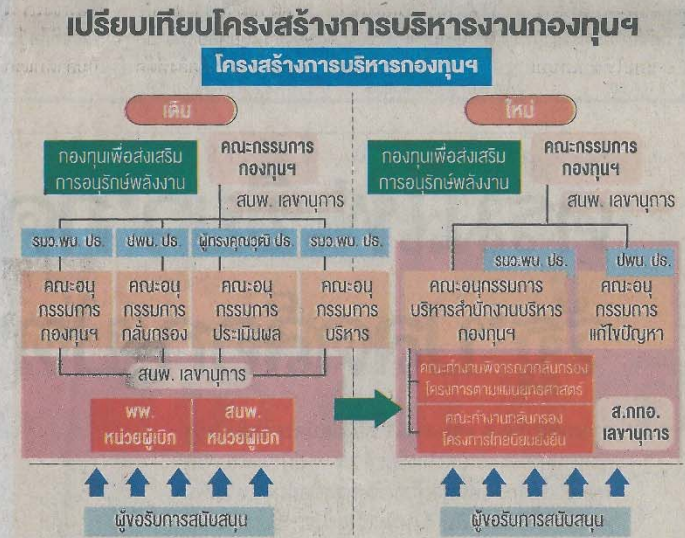 เปรียบเทียบโครงสร้างการบริหารงานกองทุนฯ
โครงสร้างการบริหารกองทุนฯ
เดิม
กองทุนเพื่อส่งเสริม
การอนุรักษ์พลังงาน
คณะกรรมการ
กองทุนฯ
สนพ. เลขานุการ
รมว.พน. ปธ.
ปพน. ปธ.
ผู้ทรงคุณวุฒิ ปธ.
รมว.พน. ปธ.
คณะอนุ
กรรมการ
กองทุนฯ
คณะอนุ
กรรมการ
กลั่นกรอง
คณะอนุ
กรรมการ
ประเมินผล
คณะอนุ
กรรมการ
บริหาร
สนพ. เลขานุการ
พพ.
หน่วยผู้เบิก
สนพ.
หน่วยผู้เบิก
ผู้ขอรับการสนับสนุน
ใหม่
กองทุนเพื่อส่งเสริม
การอนุรักษ์พลังงาน
คณะกรรมการ
กองทุนฯ
สนพ. เลขานุการ
รมว.พน. ปธ.
ปพน. ปธ.
คณะอนุกรรมการ
บริหารสำนักงานบริหาร
กองทุนฯ
คณะอนุ
กรรมการ
แก้ไขปัญหา
คณะทำงานพิจารณากลั่นกรอง
โครงการตามแผนยุทธศาสตร์
คณะทำงานกลั่นกรอง
โครงการไทยนิยมยั่งยืน
ส.กทอ.
เลขานุการ
ผู้ขอรับการสนับสนุน